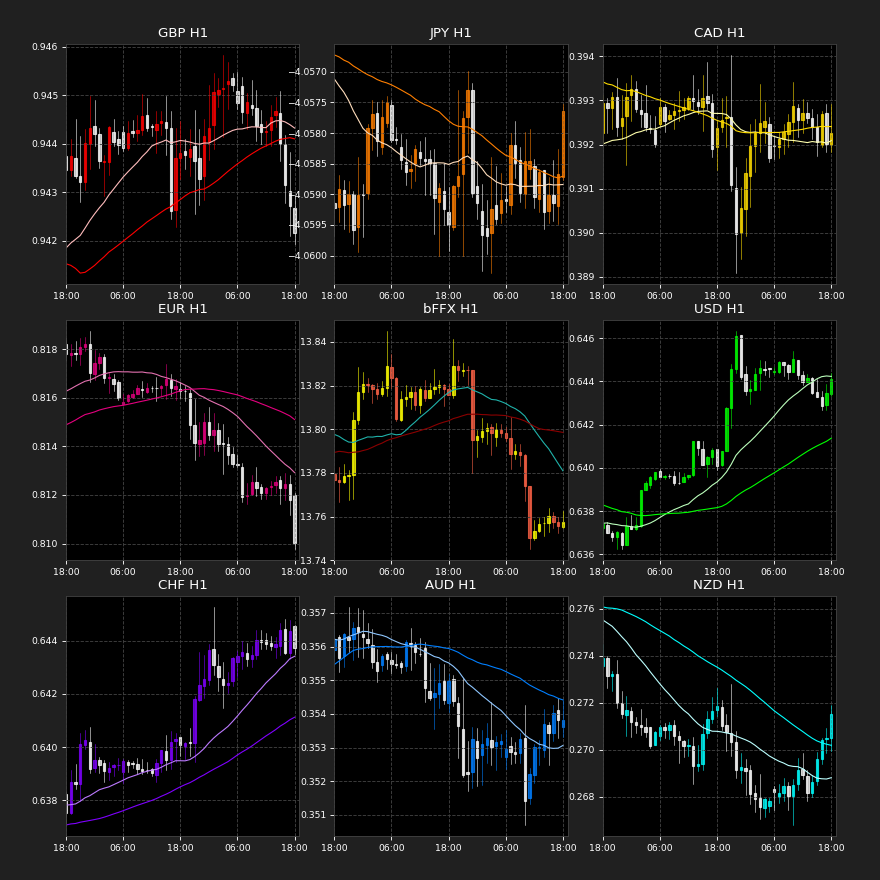 GBP H1
0.946
0.945
0.944
0.943
0.942
18:00 06:00 18:00 06:00 18:00
JPY H1
−4.0570
−4.0575
−4.0580
−4.0585
−4.0590
−4.0595
−4.0600
18:00 06:00 18:00 06:00 18:00
CAD H1
0.394
0.393
0.392
0.391
0.390
0.389
18:00 06:00 18:00 06:00 18:00
EUR H1
0.818
0.816
0.814
0.812
0.810
18:00 06:00 18:00 06:00 18:00
bFFX H1
13.84
13.82
13.80
13.78
13.76
13.74
18:00 06:00 18:00 06:00 18:00
USD H1
0.646
0.644
0.642
0.640
0.638
0.636
18:00 06:00 18:00 06:00 18:00
CHF H1
0.644
0.642
0.640
0.638
18:00 06:00 18:00 06:00 18:00
AUD H1
0.357
0.356
0.355
0.354
0.353
0.352
0.351
18:00 06:00 18:00 06:00 18:00
NZD H1
0.276
0.274
0.272
0.270
0.268
18:00 06:00 18:00 06:00 18:00